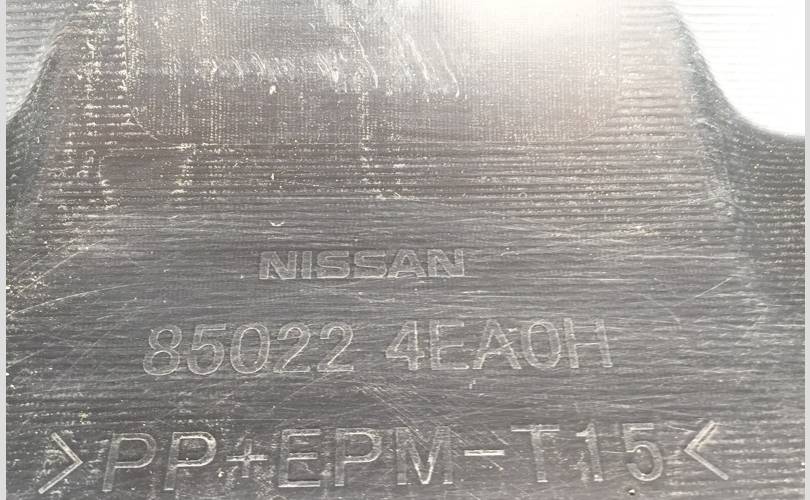 NISSAN
85022 4EA0H
>PP+EPM-T15<